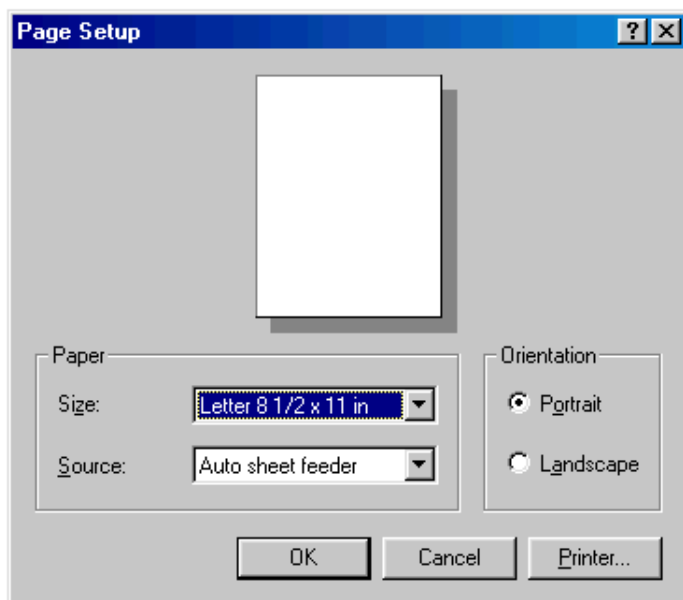 Page Setup
Paper
Size: Letter 8 1/2 x 11 in
Source: Auto sheet feeder
Orientation
Portrait
Landscape
OK Cancel Printer...